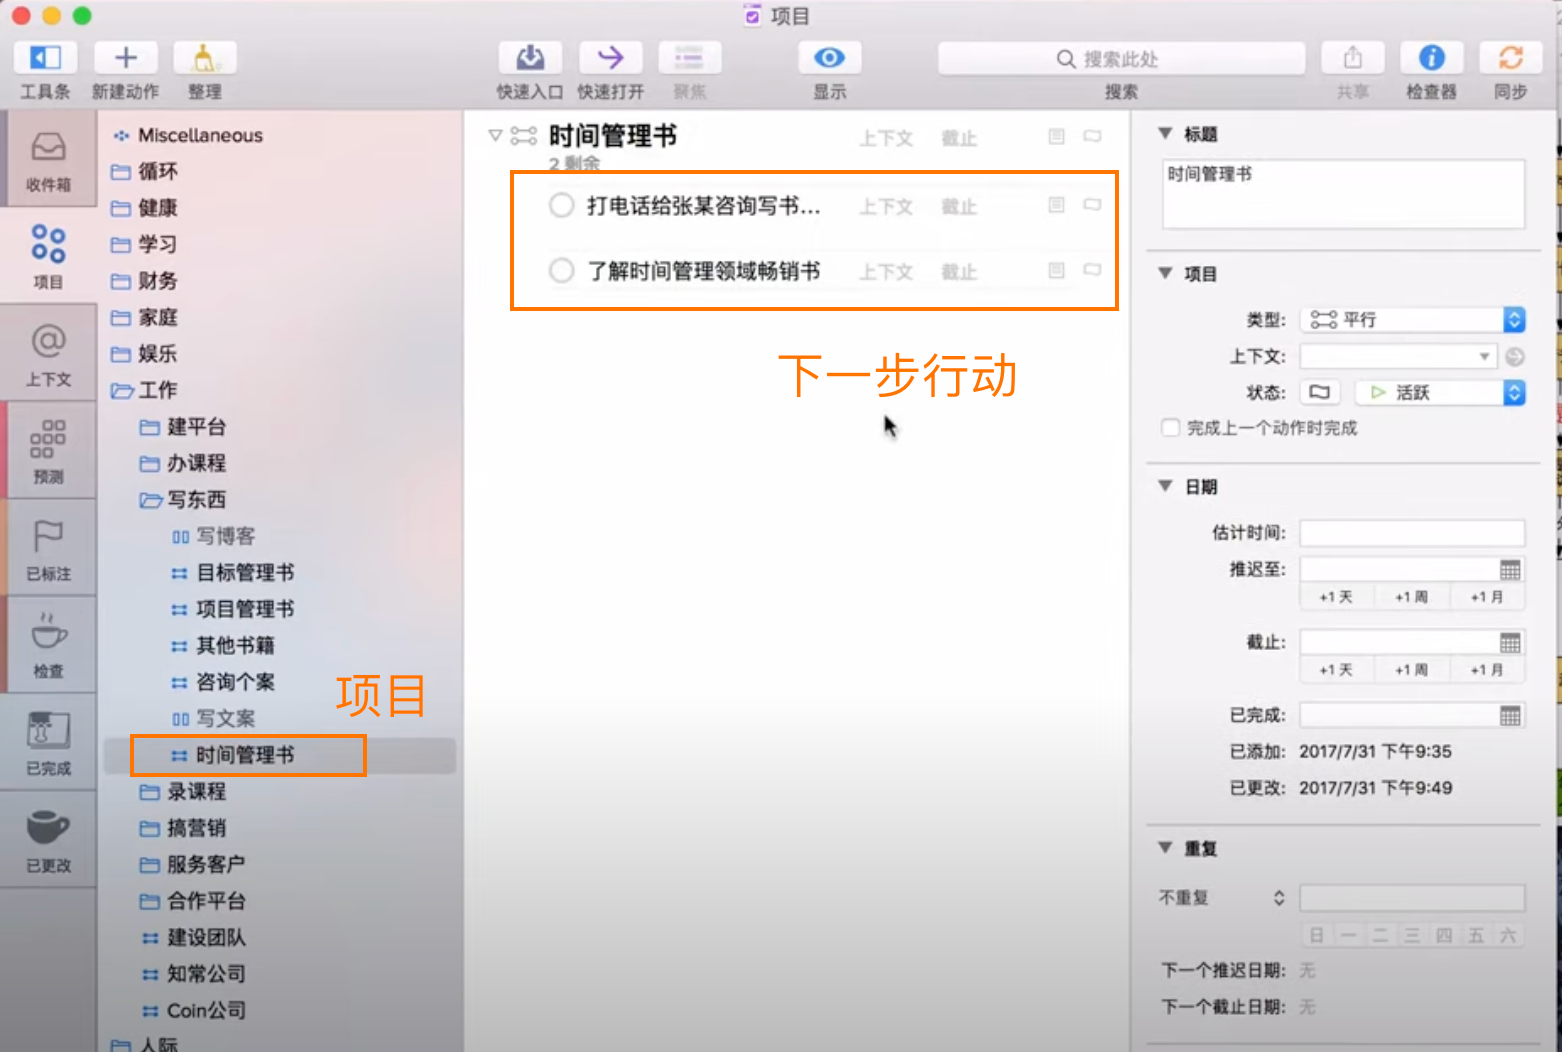 项目
工具条
新建动作
整理
快速入口
快速打开
聚焦
显示
搜索此处
搜索
共享
检查器
同步
收件箱
项目
上下文
预测
已标注
检查
已完成
已更改
Miscellaneous
循环
健康
学习
财务
家庭
娱乐
工作
建平台
办课程
写东西
写博客
目标管理书
项目管理书
其他书籍
咨询个案
写文案
时间管理书
录课程
搞营销
服务客户
合作平台
建设团队
知常公司
Coin公司
人际
项目
时间管理书 上下文 截止
2 剩余
打电话给张某咨询写书... 上下文 截止
了解时间管理领域畅销书 上下文 截止
下一步行动
标题
时间管理书
项目
类型: 平行
上下文:
状态: 活跃
完成上一个动作时完成
日期
估计时间:
推迟至:
+1 天 +1 周 +1 月
截止:
+1 天 +1 周 +1 月
已完成:
已添加: 2017/7/31 下午9:35
已更改: 2017/7/31 下午9:49
重复
不重复
日 一 二 三 四 五 六
下一个推迟日期: 无
下一个截止日期: 无